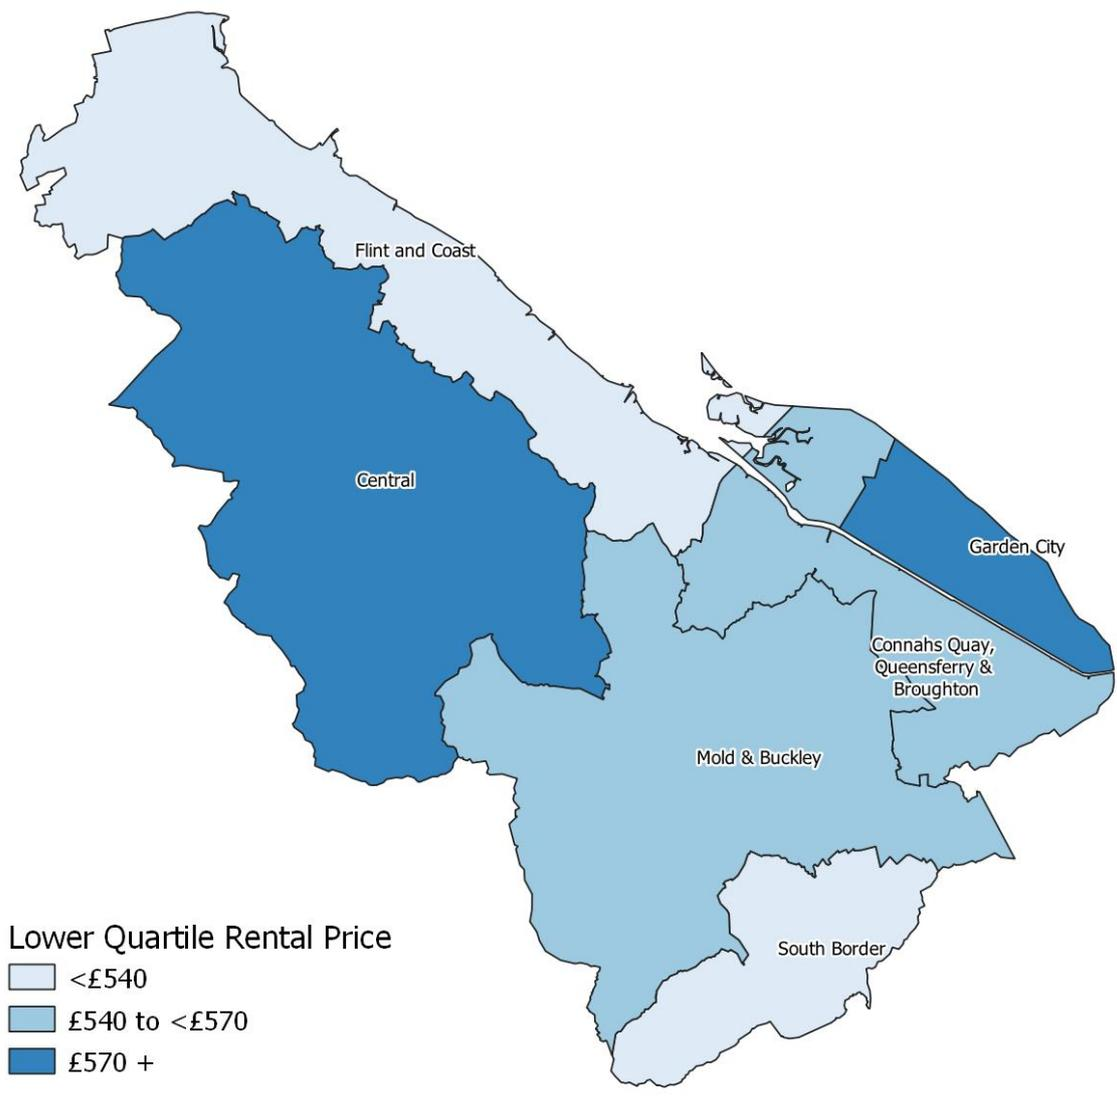 Flint and Coast
Central
Garden City
Connahs Quay,
Queensferry &
Broughton
Mold & Buckley
South Border
Lower Quartile Rental Price
<£540
£540 to <£570
£570 +